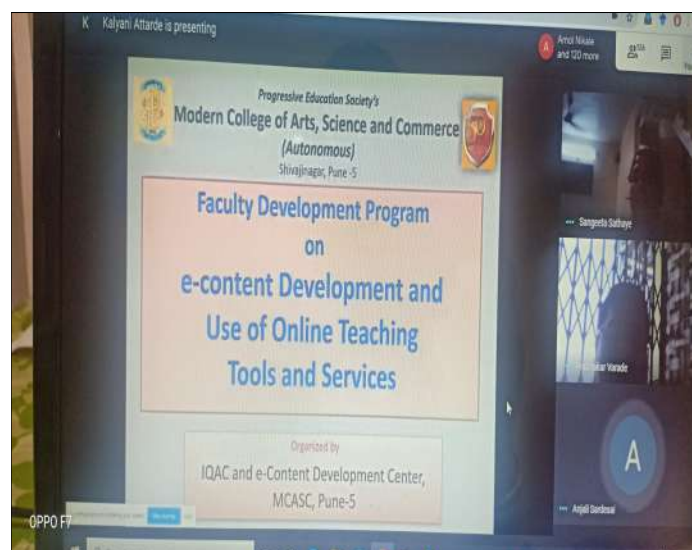 K Kalyani Attarde is presenting
A Amol Nikate
and 120 more
Progressive Education Society's
Modern College of Arts, Science and Commerce
(Autonomous)
Shivajinagar, Pune -5
Faculty Development Program
on
e-content Development and
Use of Online Teaching
Tools and Services
Organized by
IQAC and e-Content Development Center,
MCASC, Pune-5
Sangeeta Sathaye
Varade
A
Anjali Sardesai
OPPO F7